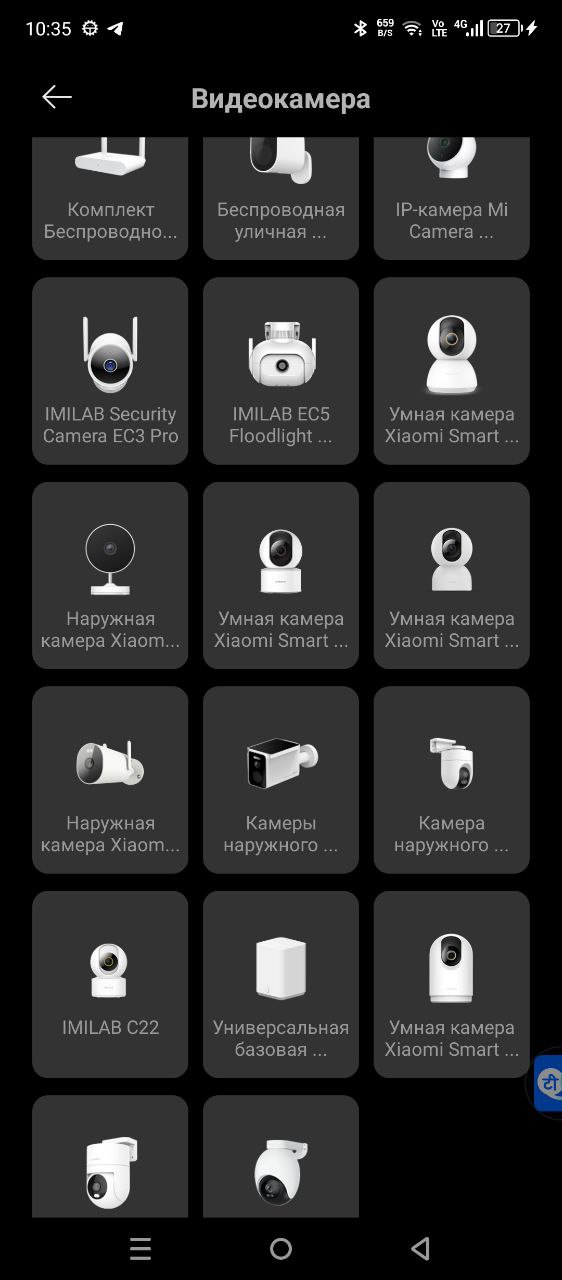 10:35
659
B/S
Vo
LTE
4G
27
Видеокамера
Комплект
Беспроводно...
Беспроводная
уличная ...
IP-камера Mi
Camera ...
IMILAB Security
Camera EC3 Pro
IMILAB EC5
Floodlight ...
Умная камера
Xiaomi Smart ...
Наружная
камера Xiaom...
Умная камера
Xiaomi Smart ...
Умная камера
Xiaomi Smart ...
Наружная
камера Xiaom...
Камеры
наружного ...
Камера
наружного ...
IMILAB C22
Универсальная
базовая ...
Умная камера
Xiaomi Smart ...
टी